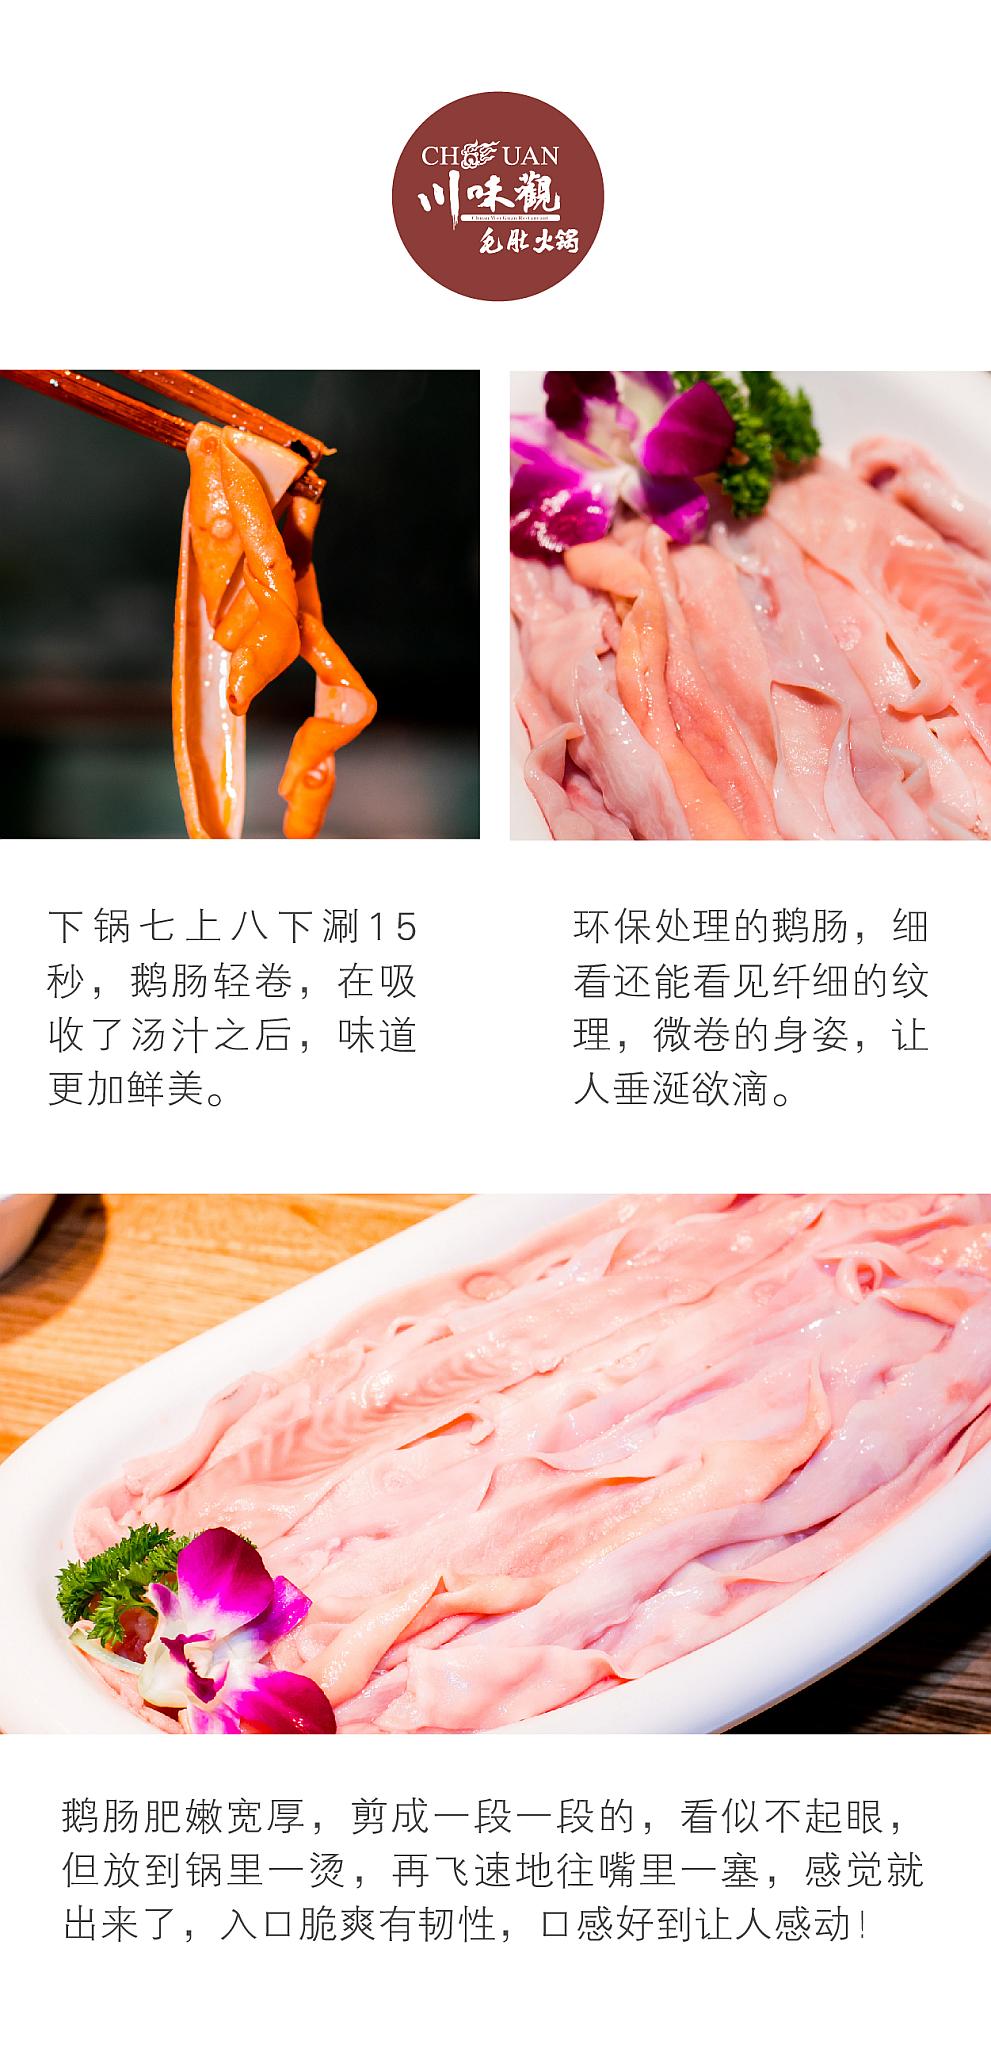 CH UAN
川味觀
毛肚火锅
下锅七上八下涮15
秒，鹅肠轻卷，在吸
收了汤汁之后，味道
更加鲜美。
环保处理的鹅肠，细
看还能看见纤细的纹
理，微卷的身姿，让
人垂涎欲滴。
鹅肠肥嫩宽厚，剪成一段一段的，看似不起眼，
但放到锅里一烫，再飞速地往嘴里一塞，感觉就
出来了，入口脆爽有韧性，口感好到让人感动！